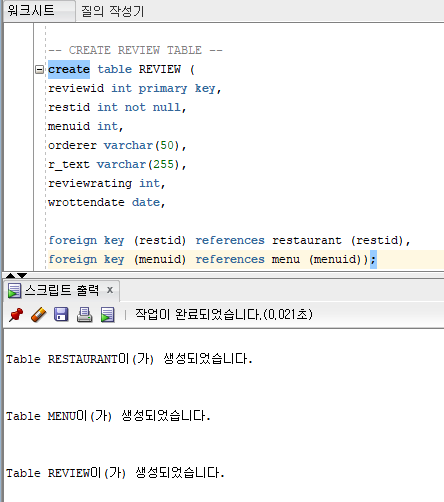 워크시트 질의 작성기
-- CREATE REVIEW TABLE --
create table REVIEW (
reviewid int primary key,
restid int not null,
menuid int,
orderer varchar(50),
r_text varchar(255),
reviewrating int,
wrottendate date,
foreign key (restid) references restaurant (restid),
foreign key (menuid) references menu (menuid));
스크립트 출력 x
작업이 완료되었습니다.(0,021초)
Table RESTAURANT이(가) 생성되었습니다.
Table MENU이(가) 생성되었습니다.
Table REVIEW이(가) 생성되었습니다.